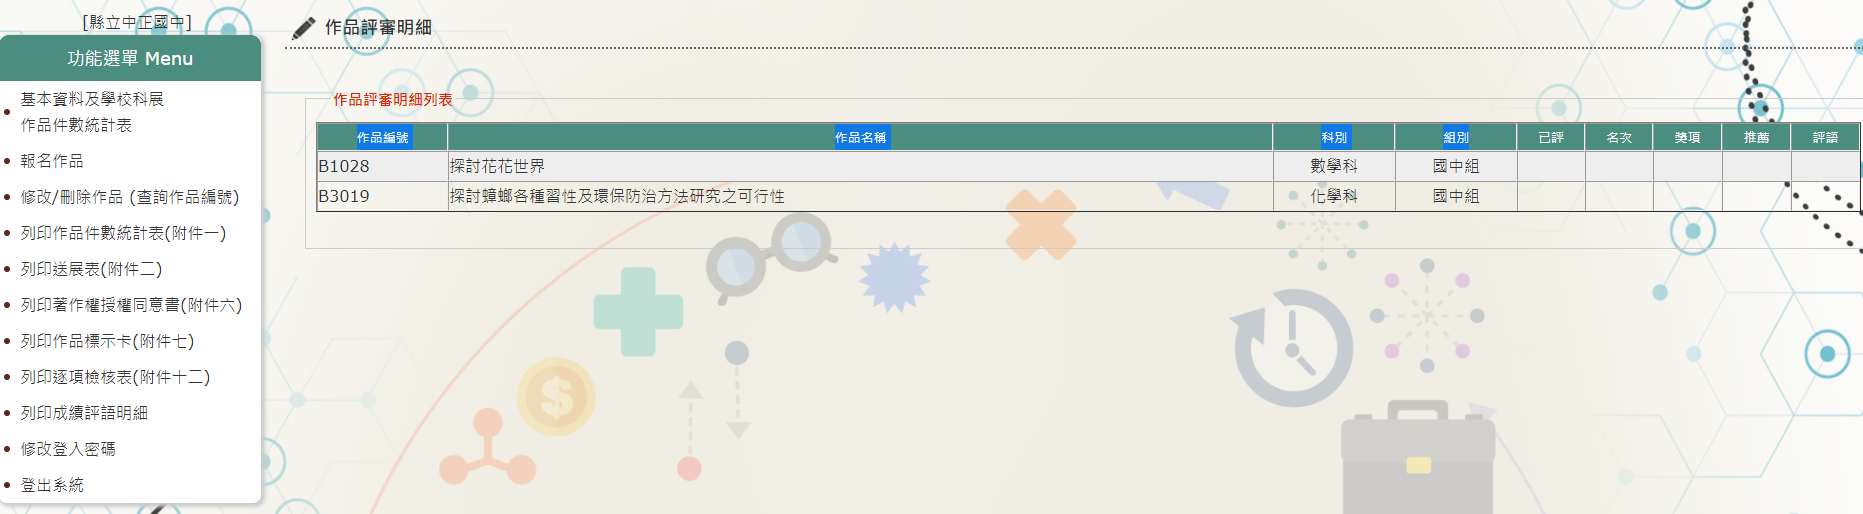 [縣立中正國中]
功能選單 Menu
基本資料及學校科展
作品件數統計表
報名作品
修改/刪除作品 (查詢作品編號)
列印作品件數統計表(附件一)
列印送展表(附件二)
列印著作權授權同意書(附件六)
列印作品標示卡(附件七)
列印逐項檢核表(附件十二)
列印成績評語明細
修改登入密碼
登出系統
作品評審明細
作品評審明細列表
作品編號 作品名稱 科別 組別 已評 名次 獎項 推薦 評語
B1028 探討花花世界 數學科 國中組
B3019 探討蟑螂各種習性及環保防治方法研究之可行性 化學科 國中組